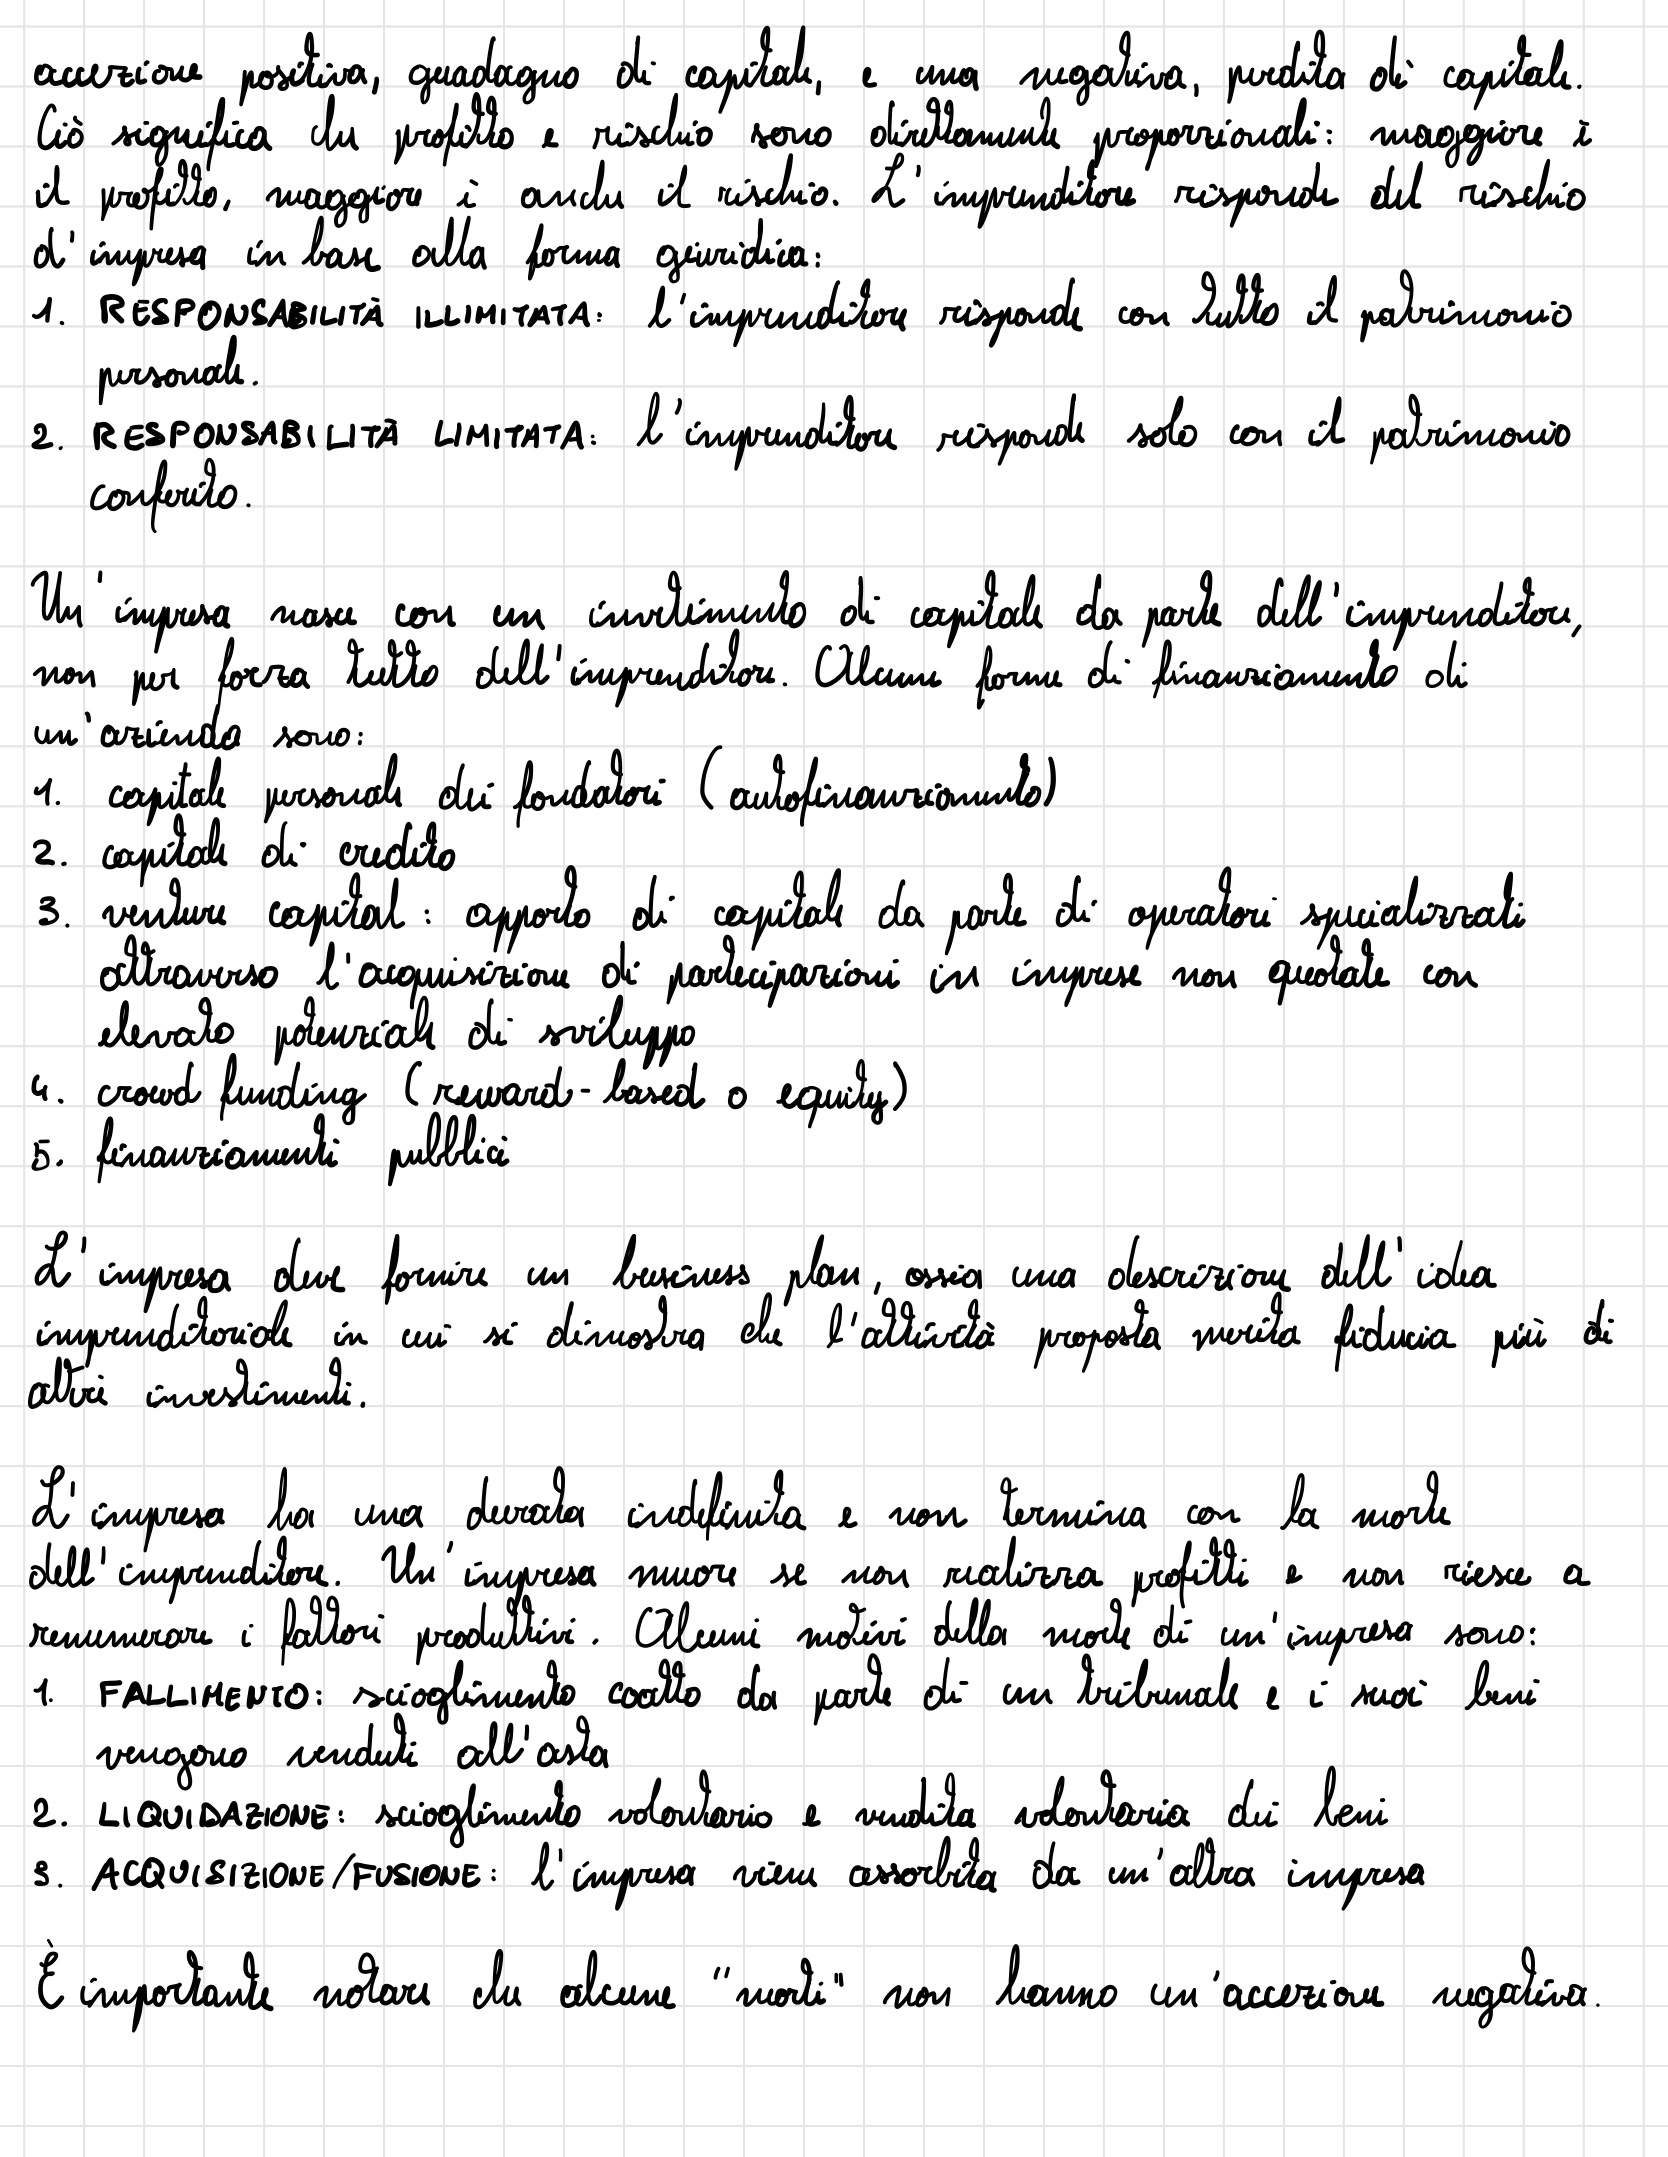 accezione positiva, guadagno di capitale, e una negativa, perdita di capitale.
Ciò significa che profitto e rischio sono direttamente proporzionali: maggiore è
il profitto, maggiore è anche il rischio. L'imprenditore risponde del rischio
d'impresa in base alla forma giuridica:
1. RESPONSABILITÀ ILLIMITATA: l'imprenditore risponde con tutto il patrimonio
personale.
2. RESPONSABILITÀ LIMITATA: l'imprenditore risponde solo con il patrimonio
conferito.
Un'impresa nasce con un invetimento di capitale da parte dell'imprenditore,
non per forza tutto dell'imprenditore. Alcune forme di finanziamento di
un'azienda sono:
1. capitale personale dei fondatori (autofinanziamento)
2. capitale di credito
3. venture capital: apporto di capitale da parte di operatori specializzati
attraverso l'acquisizione di partecipazioni in imprese non quotate con
elevato potenziale di sviluppo
4. crowd funding (reward-based o equity)
5. finanziamenti pubblici
L'impresa deve fornire un business plan, ossia una descrizione dell'idea
imprenditoriale in cui si dimostra che l'attività proposta merita fiducia più di
altri investimenti.
L'impresa ha una durata indefinita e non termina con la morte
dell'imprenditore. Un'impresa muore se non realizza profitti e non riesce a
renumerare i fattori produttivi. Alcuni motivi della morte di un'impresa sono:
1. FALLIMENTO: scioglimento coatto da parte di un tribunale e i suoi beni
vengono venduti all'asta
2. LIQUIDAZIONE: scioglimento volontario e vendita volontaria dei beni
3. ACQUISIZIONE/FUSIONE: l'impresa viene assorbita da un'altra impresa
È importante notare che alcune "morti" non hanno un'accezione negativa.